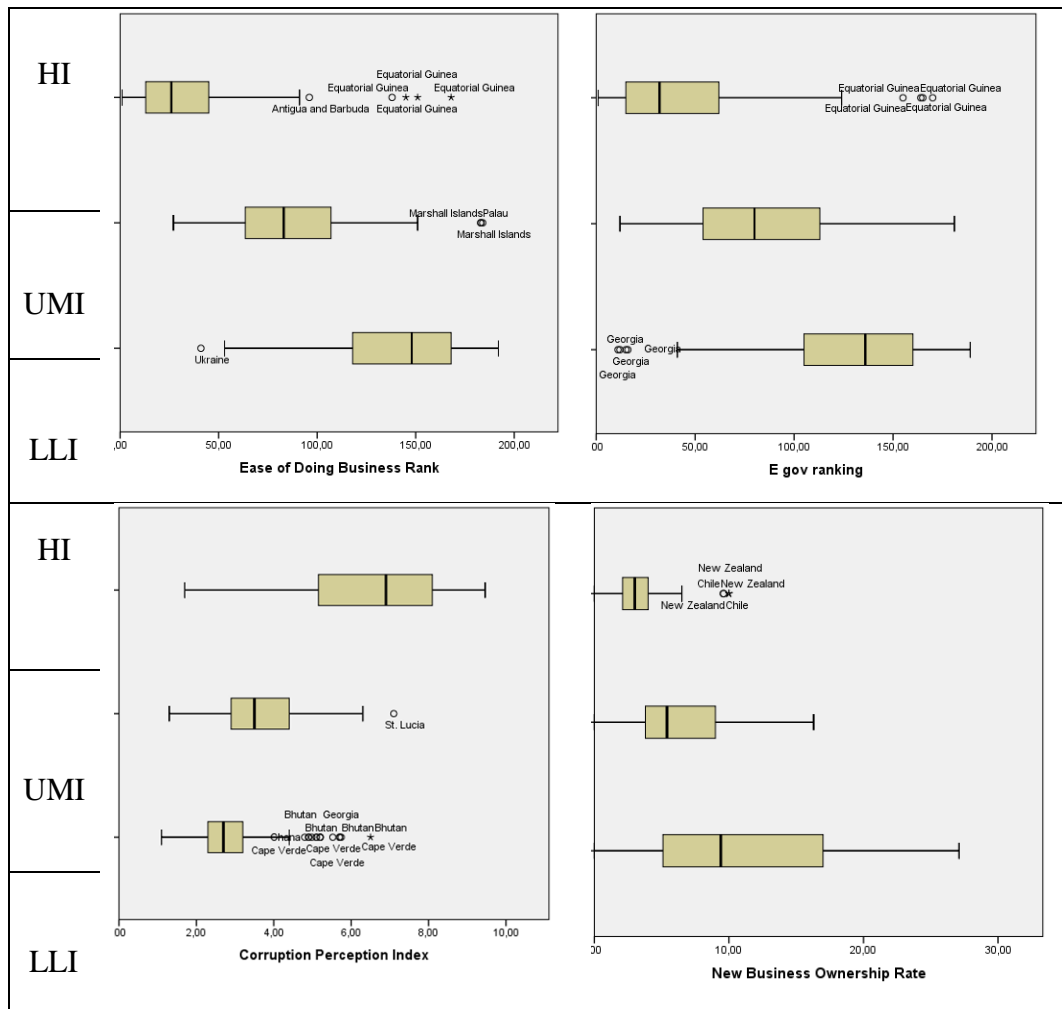 HI
UMI
LLI
Equatorial Guinea
Equatorial Guinea Equatorial Guinea
Antigua and Barbuda Equatorial Guinea
Marshall Islands Palau
Marshall Islands
Ukraine
,00 50,00 100,00 150,00 200,00
Ease of Doing Business Rank
Equatorial Guinea Equatorial Guinea
Equatorial Guinea Equatorial Guinea
Georgia
Georgia
Georgia
Georgia
,00 50,00 100,00 150,00 200,00
E gov ranking
HI
UMI
LLI
St. Lucia
Bhutan Georgia
Ghana Bhutan Bhutan Bhutan
Cape Verde Cape Verde Cape Verde
Cape Verde
,00 2,00 4,00 6,00 8,00 10,00
Corruption Perception Index
New Zealand
Chile New Zealand
New Zealand Chile
,00 10,00 20,00 30,00
New Business Ownership Rate